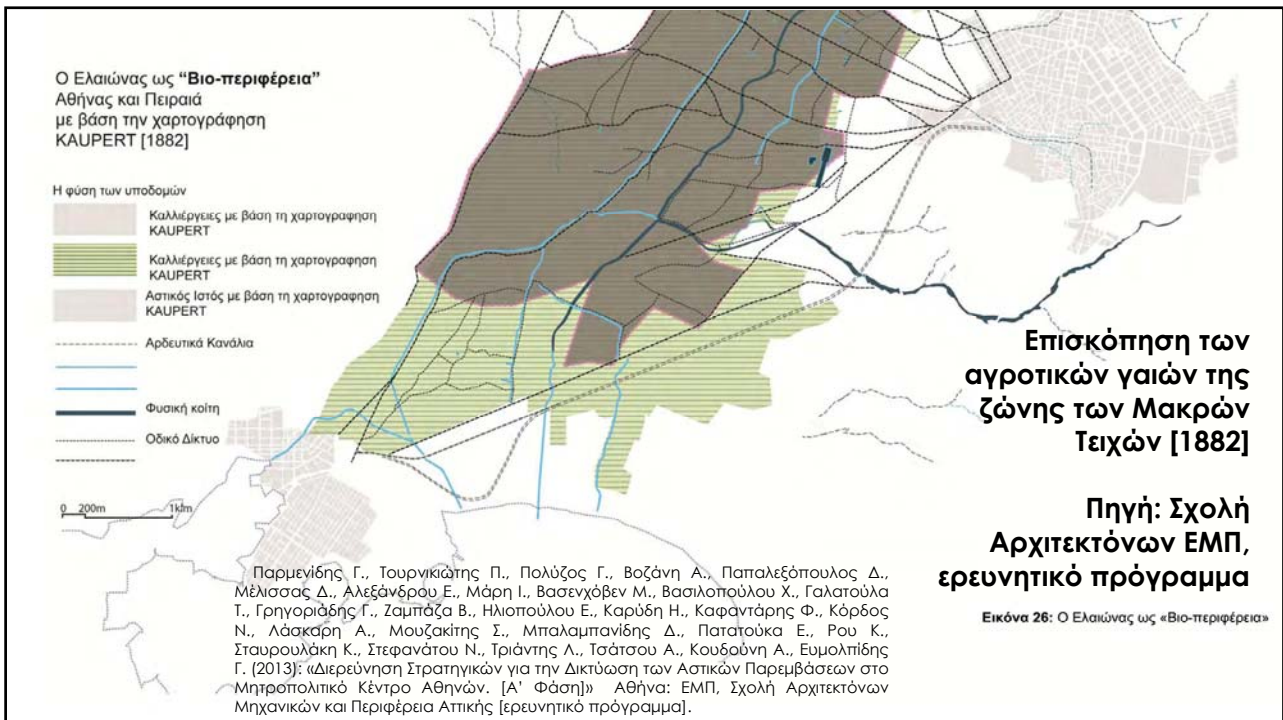 Ο Ελαιώνας ως "Βιο-περιφέρεια"
Αθήνας και Πειραιά
με βάση την χαρτογράφηση
KAUPERT [1882]
Η φύση των υποδομών
Καλλιέργειες με βάση τη χαρτογραφηση
KAUPERT
Καλλιέργειες με βάση τη χαρτογραφηση
KAUPERT
Αστικός Ιστός με βάση τη χαρτογραφηση
KAUPERT
Αρδευτικά Κανάλια
Φυσική κοίτη
Οδικό Δίκτυο
0 200m 1klm
Επισκόπηση των
αγροτικών γαιών της
ζώνης των Μακρών
Τειχών [1882]
Πηγή: Σχολή
Αρχιτεκτόνων ΕΜΠ,
ερευνητικό πρόγραμμα
Εικόνα 26: Ο Ελαιώνας ως «Βιο-περιφέρεια»
Παρμενίδης Γ., Τουρνικιώτης Π., Πολύζος Γ., Βοζάνη Α., Παπαλεξόπουλος Δ.,
Μέλισσας Δ., Αλεξάνδρου Ε., Μάρη Ι., Βασενχόβεν Μ., Βασιλοπούλου Χ., Γαλατούλα
Τ., Γρηγοριάδης Γ., Ζαμπάζα Β., Ηλιοπούλου Ε., Καρύδη Η., Καφαντάρης Φ., Κόρδος
Ν., Λάσκαρη Α., Μουζακίτης Σ., Μπαλαμπανίδης Δ., Πατατούκα Ε., Ρου Κ.,
Σταυρουλάκη Κ., Στεφανάτου Ν., Τριάντης Λ., Τσάτσου Α., Κουδούνη Α., Ευμολπίδης
Γ. (2013): «Διερεύνηση Στρατηγικών για την Δικτύωση των Αστικών Παρεμβάσεων στο
Μητροπολιτικό Κέντρο Αθηνών. [Α' Φάση]» Αθήνα: ΕΜΠ, Σχολή Αρχιτεκτόνων
Μηχανικών και Περιφέρεια Αττικής [ερευνητικό πρόγραμμα].